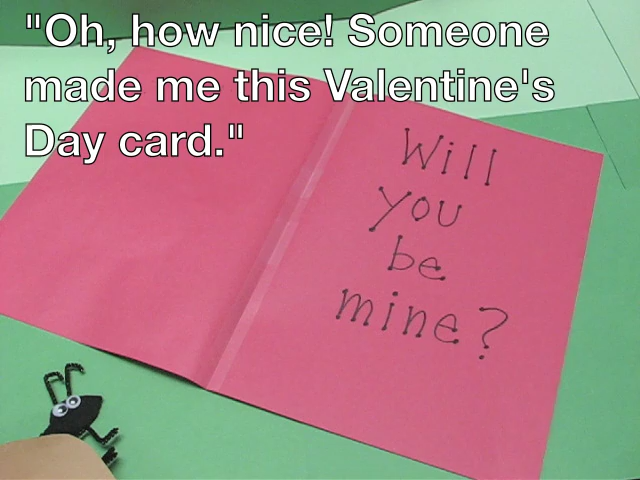 "Oh, how nice! Someone
made me this Valentine's
Day card."
Will
you
be
mine?